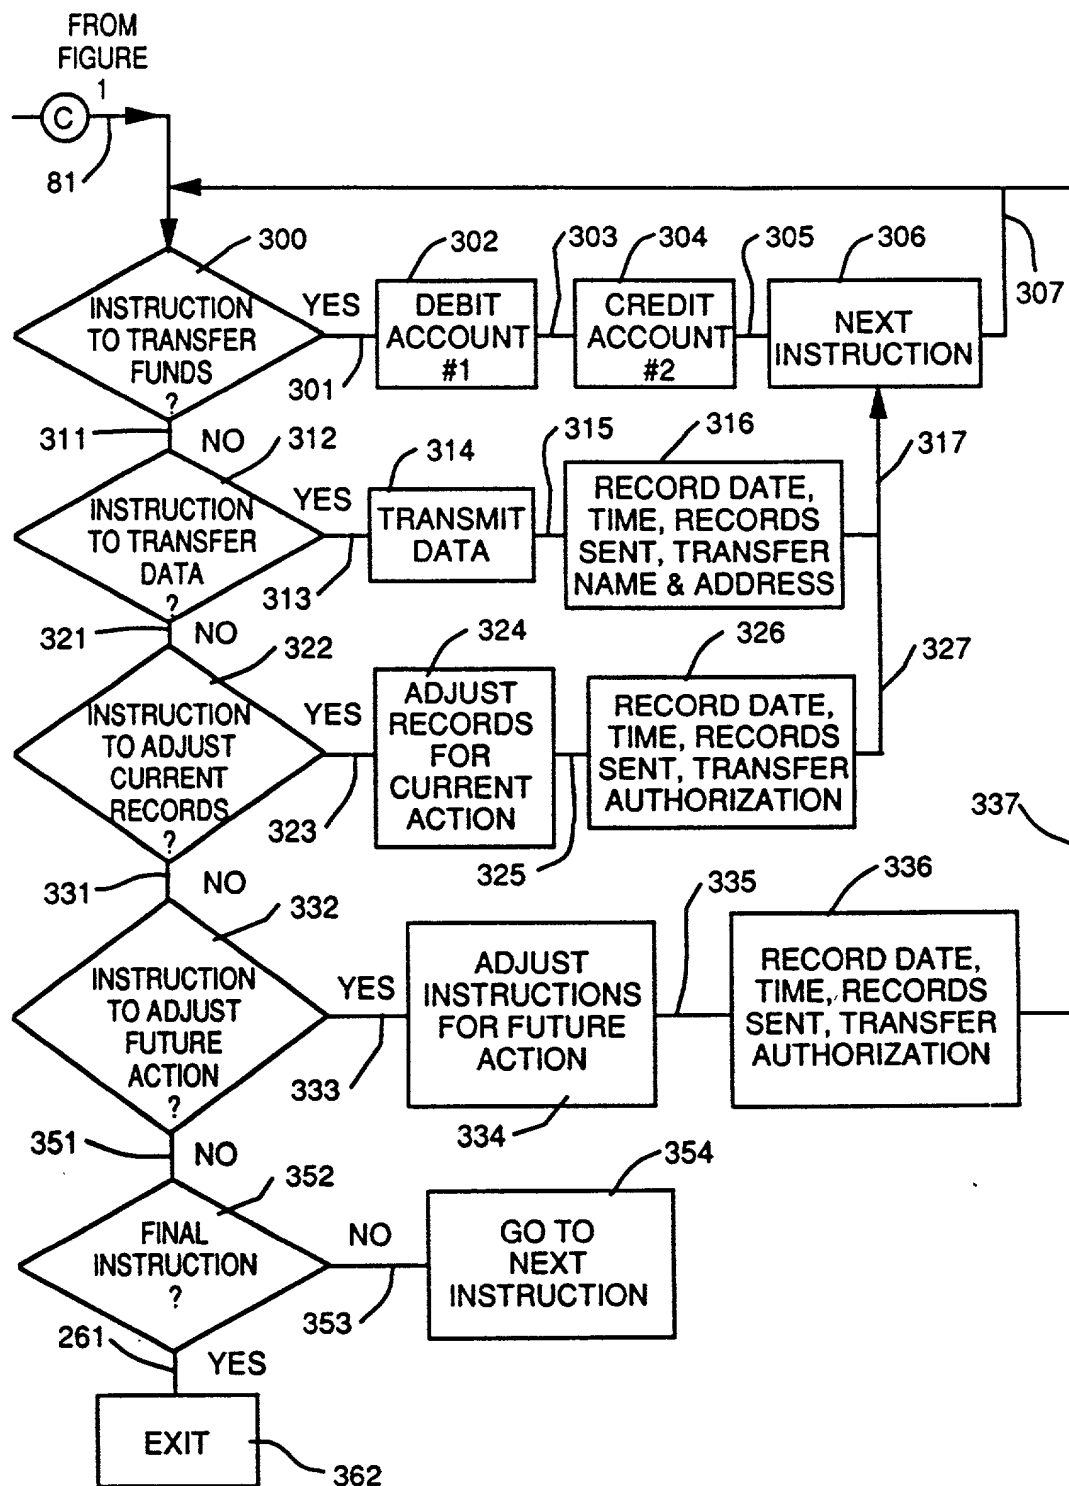 FROM
FIGURE
1
C
81
300
302
303
304
305
306
307
INSTRUCTION
TO TRANSFER
FUNDS
?
YES
301
DEBIT
ACCOUNT
#1
CREDIT
ACCOUNT
#2
NEXT
INSTRUCTION
311
NO
312
314
315
316
317
INSTRUCTION
TO TRANSFER
DATA
?
YES
313
TRANSMIT
DATA
RECORD DATE,
TIME, RECORDS
SENT, TRANSFER
NAME & ADDRESS
321
NO
322
324
326
327
INSTRUCTION
TO ADJUST
CURRENT
RECORDS
?
YES
323
ADJUST
RECORDS
FOR
CURRENT
ACTION
325
RECORD DATE,
TIME, RECORDS
SENT, TRANSFER
AUTHORIZATION
337
331
NO
332
335
336
INSTRUCTION
TO ADJUST
FUTURE
ACTION
?
YES
333
ADJUST
INSTRUCTIONS
FOR FUTURE
ACTION
334
RECORD DATE,
TIME, RECORDS
SENT, TRANSFER
AUTHORIZATION
351
NO
352
354
FINAL
INSTRUCTION
?
NO
353
GO TO
NEXT
INSTRUCTION
261
YES
EXIT
362